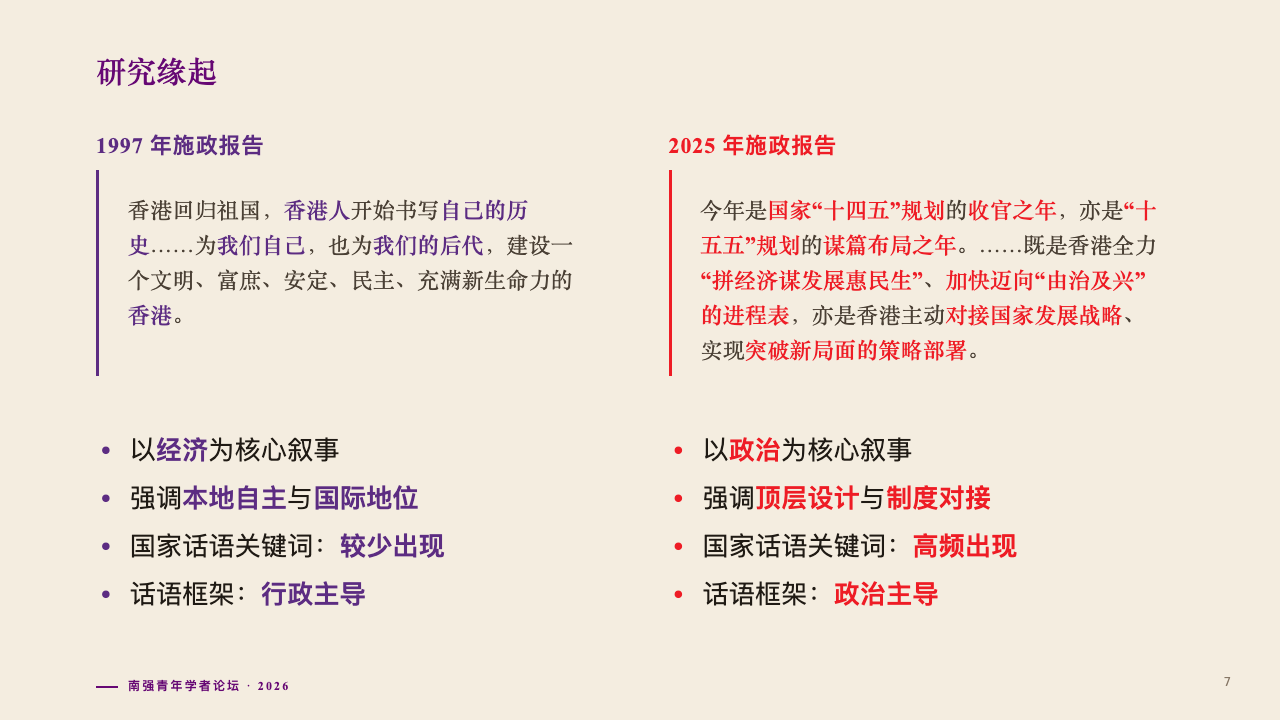 研究缘起
1997 年施政报告
香港回归祖国，香港人开始书写自己的历
史……为我们自己，也为我们的后代，建设一
个文明、富庶、安定、民主、充满新生命力的
香港。
• 以经济为核心叙事
• 强调本地自主与国际地位
• 国家话语关键词：较少出现
• 话语框架：行政主导
2025 年施政报告
今年是国家“十四五”规划的收官之年，亦是“十
五五”规划的谋篇布局之年。……既是香港全力
“拼经济谋发展惠民生”、加快迈向“由治及兴”
的进程表，亦是香港主动对接国家发展战略、
实现突破新局面的策略部署。
• 以政治为核心叙事
• 强调顶层设计与制度对接
• 国家话语关键词：高频出现
• 话语框架：政治主导
南强青年学者论坛 · 2026
7